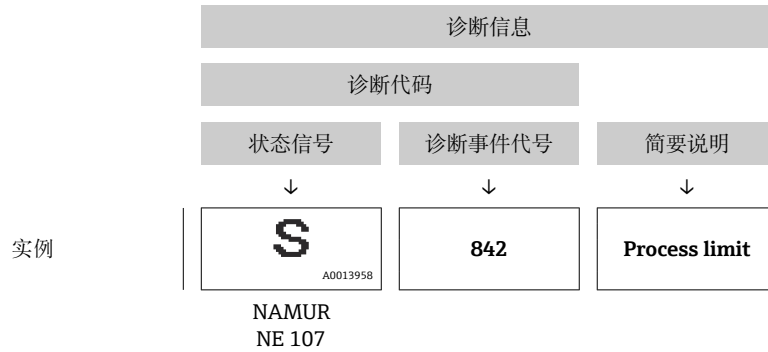 诊断信息
诊断代码
状态信号 诊断事件代号 简要说明
↓ ↓ ↓
实例 S 842 Process limit
A0013958
NAMUR
NE 107